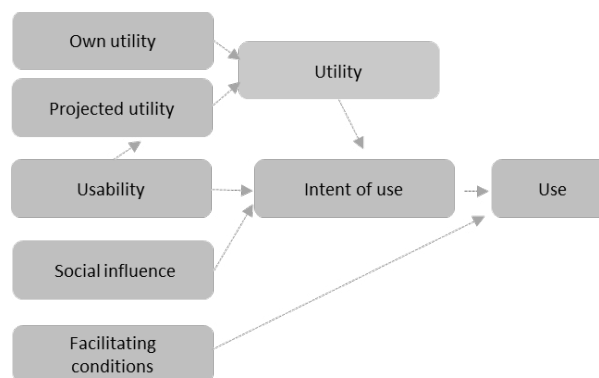 Own utility
Utility
Projected utility
Usability
Intent of use
Use
Social influence
Facilitating
conditions